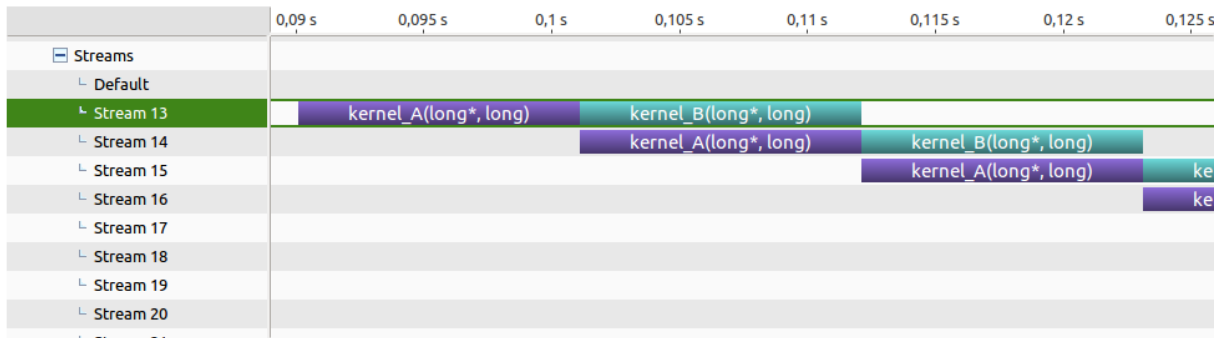 0,09 s 0,095 s 0,1 s 0,105 s 0,11 s 0,115 s 0,12 s 0,125 s
Streams
Default
Stream 13 kernel_A(long*, long) kernel_B(long*, long)
Stream 14 kernel_A(long*, long) kernel_B(long*, long)
Stream 15 kernel_A(long*, long) ke
Stream 16 ke
Stream 17
Stream 18
Stream 19
Stream 20